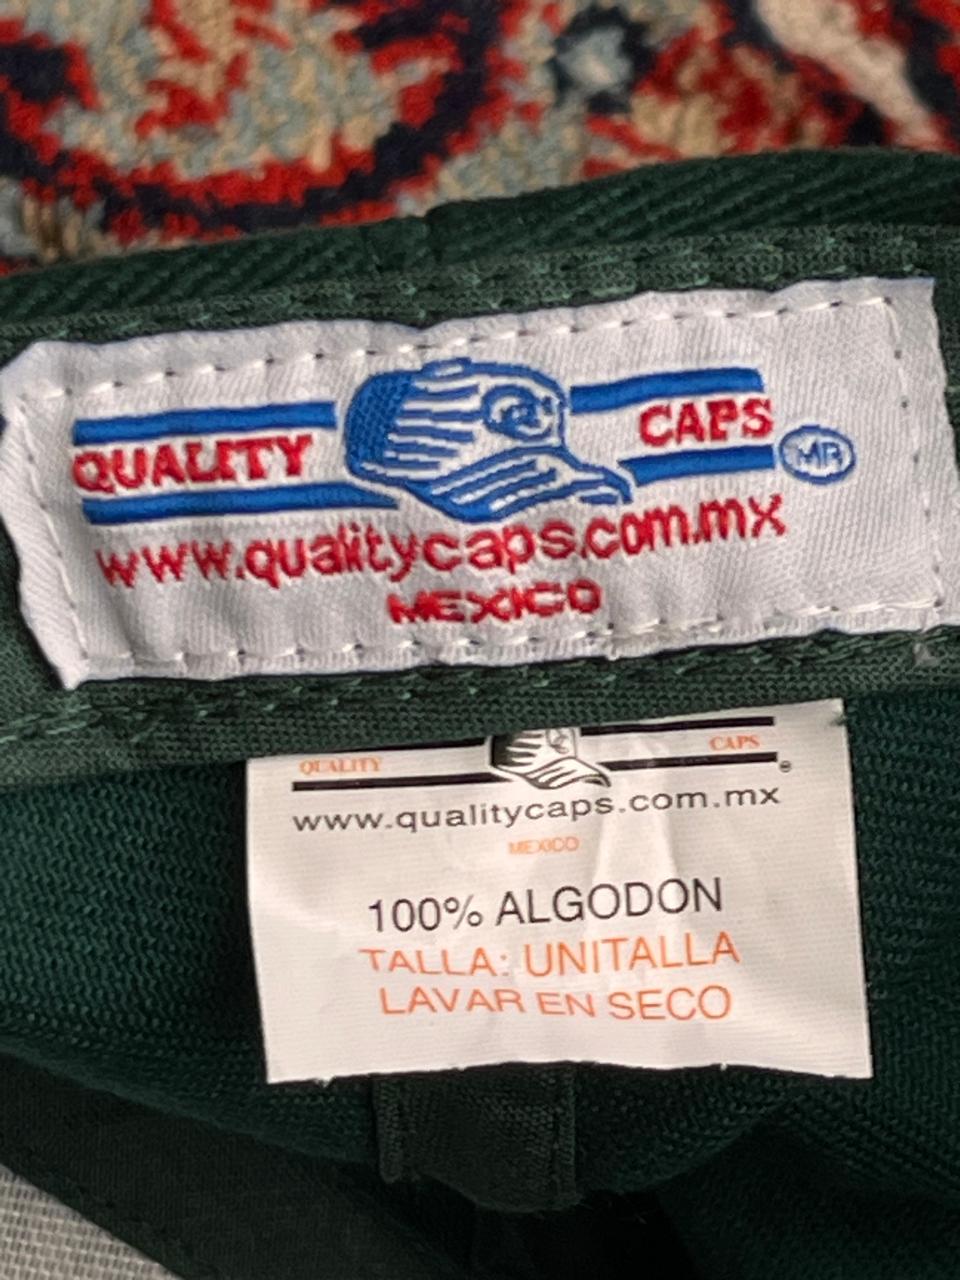 QUALITY CAPS MR
www.qualitycaps.com.mx
MEXICO
QUALITY CAPS ®
www.qualitycaps.com.mx
MEXICO
100% ALGODON
TALLA: UNITALLA
LAVAR EN SECO